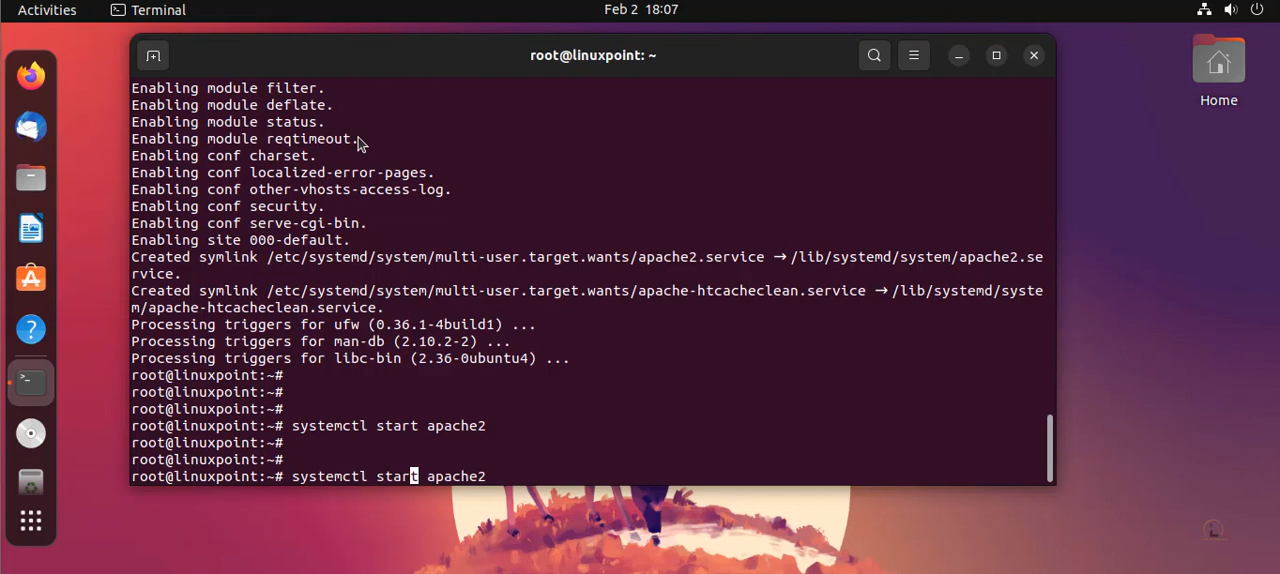 Activities
Terminal
Feb 2 18:07
root@linuxpoint: ~
Home
Enabling module filter.
Enabling module deflate.
Enabling module status.
Enabling module reqtimeout.
Enabling conf charset.
Enabling conf localized-error-pages.
Enabling conf other-vhosts-access-log.
Enabling conf security.
Enabling conf serve-cgi-bin.
Enabling site 000-default.
Created symlink /etc/systemd/system/multi-user.target.wants/apache2.service → /lib/systemd/system/apache2.se
rvice.
Created symlink /etc/systemd/system/multi-user.target.wants/apache-htcacheclean.service → /lib/systemd/syste
m/apache-htcacheclean.service.
Processing triggers for ufw (0.36.1-4build1) ...
Processing triggers for man-db (2.10.2-2) ...
Processing triggers for libc-bin (2.36-0ubuntu4) ...
root@linuxpoint:~#
root@linuxpoint:~#
root@linuxpoint:~#
root@linuxpoint:~# systemctl start apache2
root@linuxpoint:~#
root@linuxpoint:~#
root@linuxpoint:~# systemctl start apache2